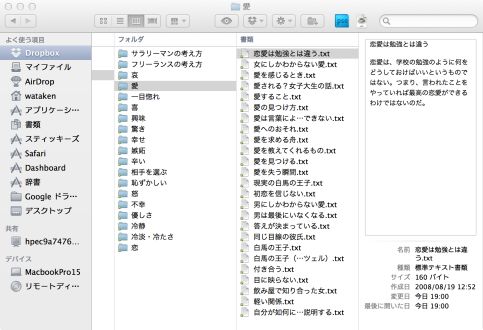 愛
よく使う項目
Dropbox
マイファイル
AirDrop
wataken
アプリケーシ…
書類
スティッキーズ
Safari
Dashboard
辞書
Google ドラ…
デスクトップ
共有
hpec9a7476…
デバイス
MacbookPro15
リモートディ…
フォルダ
サラリーマンの考え方
フリーランスの考え方
哀
愛
一目惚れ
喜
興味
驚き
幸せ
嫉妬
辛い
相手を選ぶ
恥ずかしい
怒
不幸
優しさ
冷静
冷淡・冷たさ
恋
書類
恋愛は勉強とは違う.txt
女にしかわからない愛.txt
愛を感じるとき.txt
愛される？女子大生の話.txt
愛すること.txt
愛の見つけ方.txt
愛は言葉によ…できない.txt
愛へのおそれ.txt
愛を求める舟.txt
愛を教えてくれるもの.txt
愛を見つける.txt
愛を失う瞬間.txt
現実の白馬の王子.txt
初恋を信じない.txt
男にしかわからない愛.txt
男は最後にいなくなる.txt
答えが決まっている.txt
同じ目線の彼氏.txt
白馬の王子.txt
白馬の王子（…ツェル）.txt
付き合う.txt
目に映らない.txt
飲み屋で知り合った女.txt
軽い関係.txt
自分が何に…説明する.txt
恋愛は勉強とは違う
恋愛は、学校の勉強のように何を
どうしておけばいいというもので
はない。つまり、言われたことを
やっていれば最高の恋愛ができる
わけではないのだ。
名前 恋愛は勉強とは違
う.txt
種類 標準テキスト書類
サイズ 160 バイト
作成日 2008/08/19 12:52
変更日 今日 19:00
最後に開いた日 今日 19:00